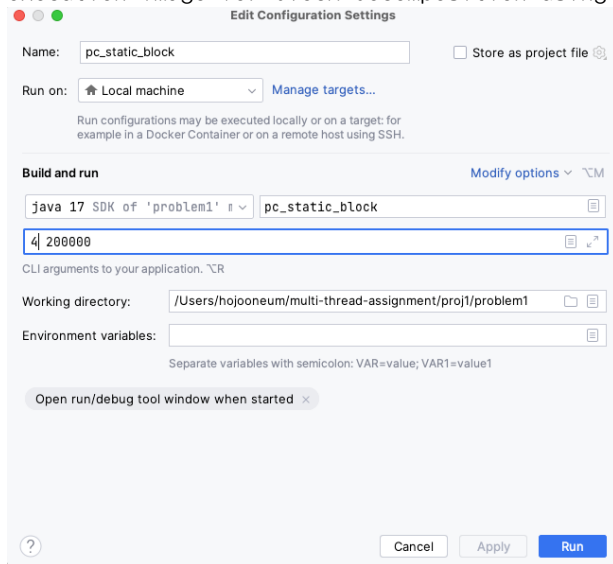 Edit Configuration Settings
Name: pc_static_block Store as project file
Run on: Local machine Manage targets...
Run configurations may be executed locally or on a target: for
example in a Docker Container or on a remote host using SSH.
Build and run Modify options ⌥M
java 17 SDK of 'problem1' pc_static_block
4 200000
CLI arguments to your application. ⌥R
Working directory: /Users/hojooneum/multi-thread-assignment/proj1/problem1
Environment variables:
Separate variables with semicolon: VAR=value; VAR1=value1
Open run/debug tool window when started ×
? Cancel Apply Run